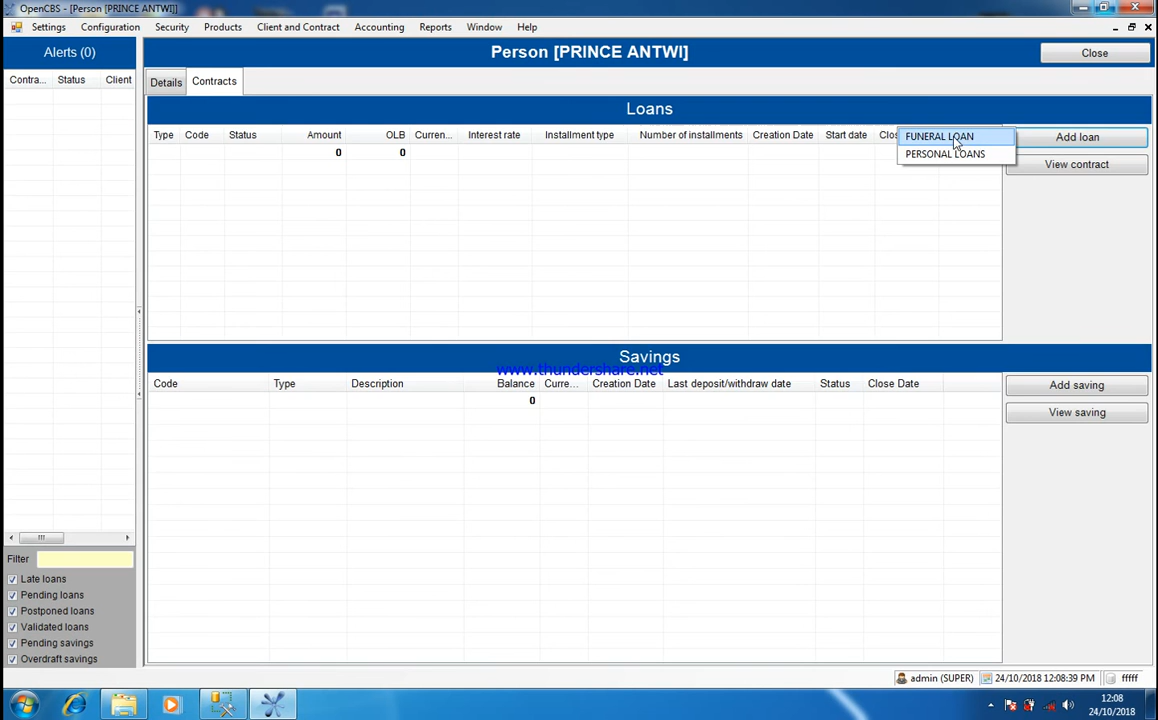 OpenCBS - [Person [PRINCE ANTWI]]
Settings Configuration Security Products Client and Contract Accounting Reports Window Help
Alerts (0)
Person [PRINCE ANTWI]
Close
Contra... Status Client
Details Contracts
Loans
Type Code Status Amount OLB Curren... Interest rate Installment type Number of installments Creation Date Start date Clos
0 0
FUNERAL LOAN
PERSONAL LOANS
Add loan
View contract
Savings
www.thundershare.net
Code Type Description Balance Curre... Creation Date Last deposit/withdraw date Status Close Date
0
Add saving
View saving
Filter
Late loans
Pending loans
Postponed loans
Validated loans
Pending savings
Overdraft savings
admin (SUPER) 24/10/2018 12:08:39 PM fffff
12:08
24/10/2018